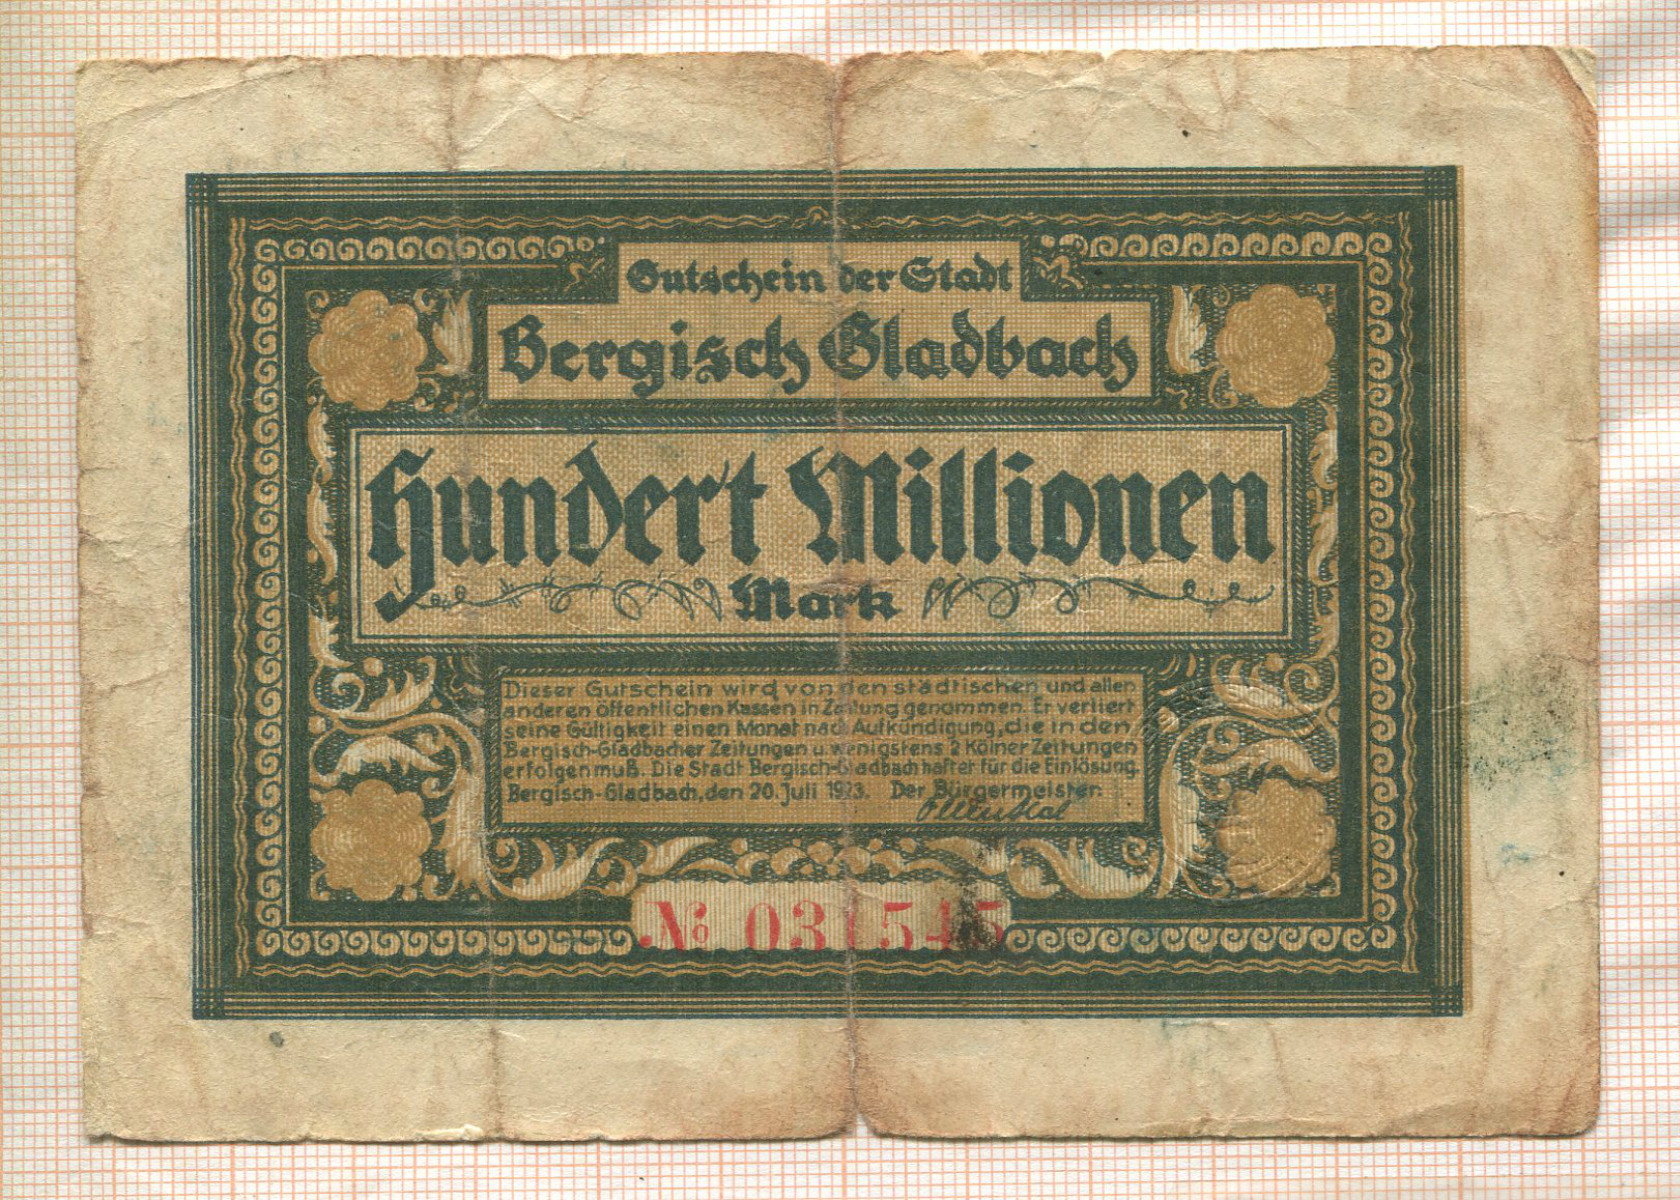 Gutschein der Stadt
Bergisch Gladbach
Hundert Millionen
Mark
Dieser Gutschein wird von den städtischen und allen
anderen öffentlichen Kassen in Zahlung genommen. Er verliert
seine Gültigkeit einen Monat nach Aufkündigung, die in den
Bergisch-Gladbacher Zeitungen u. wenigstens 2 Kölner Zeitungen
erfolgen muß. Die Stadt Bergisch-Gladbach haftet für die Einlösung.
Bergisch-Gladbach, den 20. Juli 1923. Der Bürgermeister:
№ 03 545